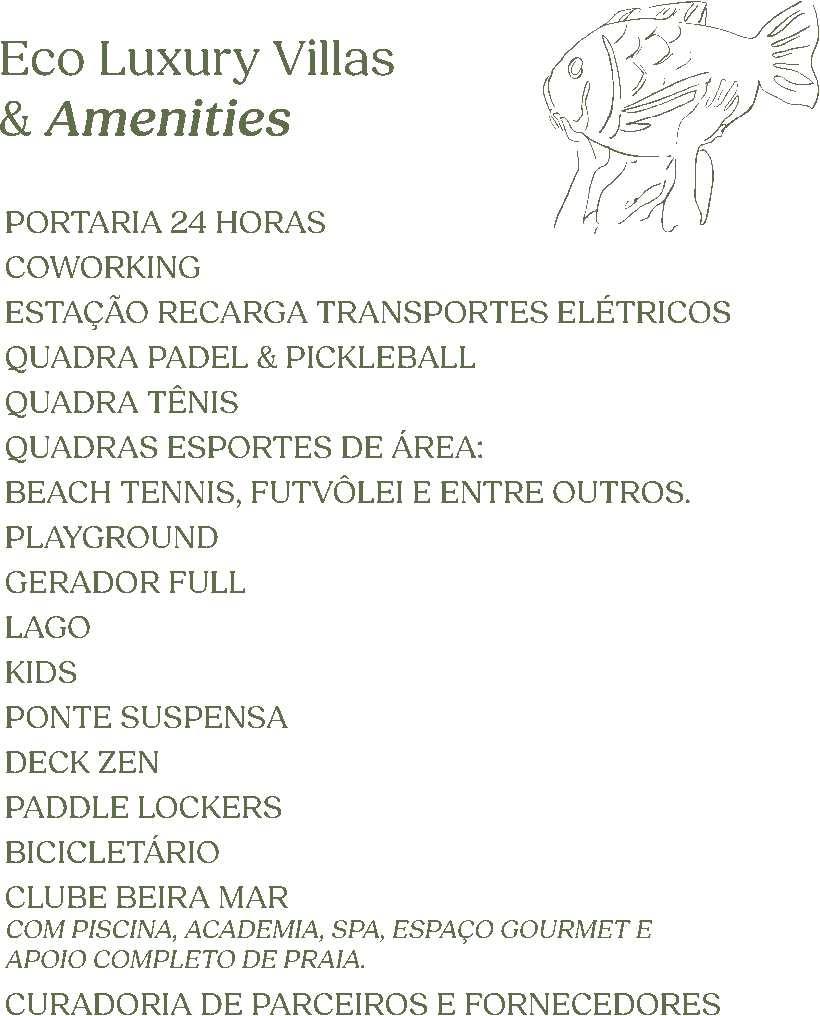 Eco Luxury Villas
& Amenities
PORTARIA 24 HORAS
COWORKING
ESTAÇÃO RECARGA TRANSPORTES ELÉTRICOS
QUADRA PADEL & PICKLEBALL
QUADRA TÊNIS
QUADRAS ESPORTES DE ÁREA:
BEACH TENNIS, FUTVÔLEI E ENTRE OUTROS.
PLAYGROUND
GERADOR FULL
LAGO
KIDS
PONTE SUSPENSA
DECK ZEN
PADDLE LOCKERS
BICICLETÁRIO
CLUBE BEIRA MAR
COM PISCINA, ACADEMIA, SPA, ESPAÇO GOURMET E
APOIO COMPLETO DE PRAIA.
CURADORIA DE PARCEIROS E FORNECEDORES